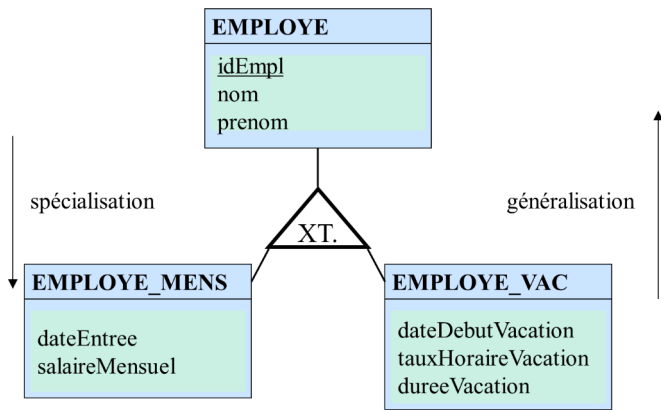 EMPLOYE
idEmpl
nom
prenom
spécialisation
généralisation
XT.
EMPLOYE_MENS
dateEntree
salaireMensuel
EMPLOYE_VAC
dateDebutVacation
tauxHoraireVacation
dureeVacation